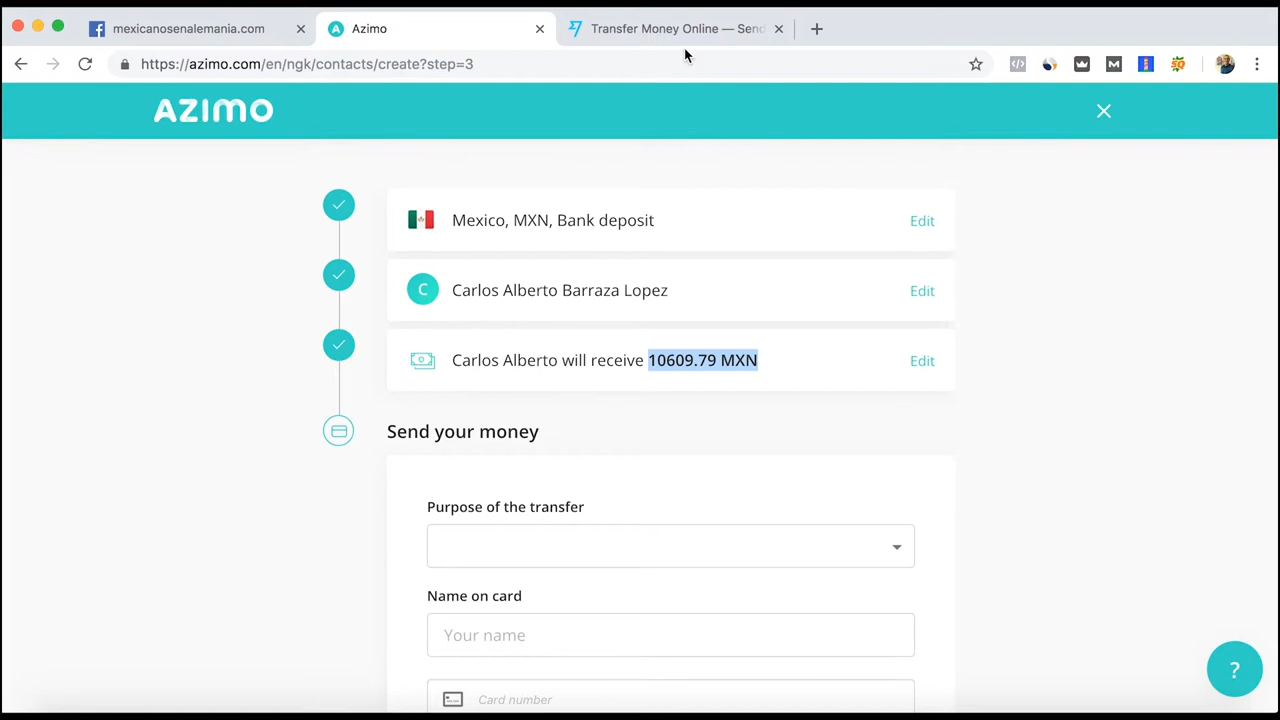 mexicanosenalemania.com
Azimo
Transfer Money Online — Send
https://azimo.com/en/ngk/contacts/create?step=3
AZIMO
Mexico, MXN, Bank deposit
Edit
C
Carlos Alberto Barraza Lopez
Edit
Carlos Alberto will receive 10609.79 MXN
Edit
Send your money
Purpose of the transfer
Name on card
Your name
Card number
?